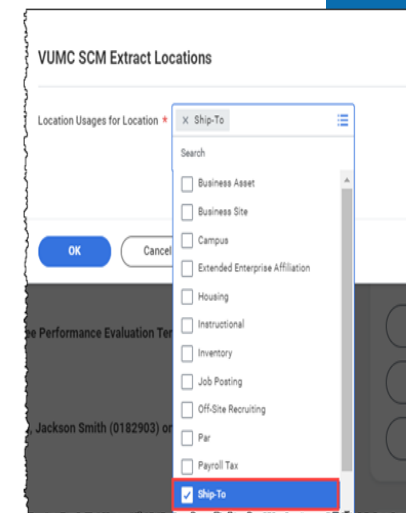 VUMC SCM Extract Locations
Location Usages for Location * × Ship-To
Search
Business Asset
Business Site
Campus
Extended Enterprise Affiliation
Housing
Instructional
Inventory
Job Posting
Off-Site Recruiting
Par
Payroll Tax
Ship-To
OK Cancel
Performance Evaluation
Jackson Smith (0182903) or